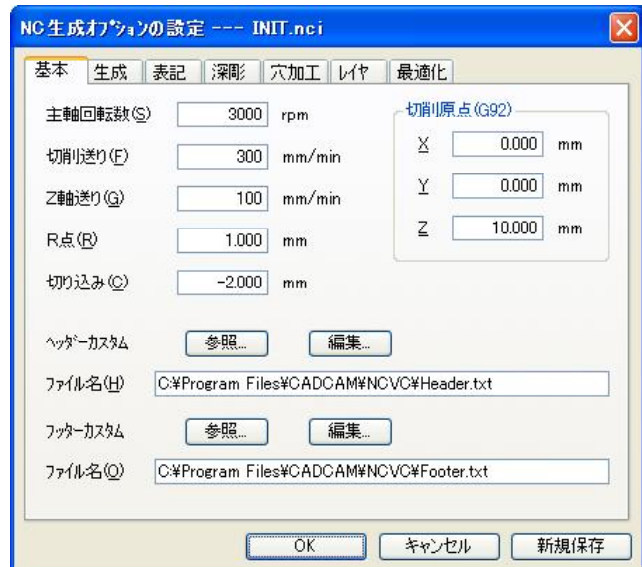 NC生成ｵﾌﾟｼｮﾝの設定 --- INIT.nci
基本 生成 表記 深彫 穴加工 ﾚｲﾔ 最適化
主軸回転数(S) 3000 rpm
切削送り(F) 300 mm/min
Z軸送り(G) 100 mm/min
R点(R) 1.000 mm
切り込み(C) -2.000 mm
切削原点(G92)
X 0.000 mm
Y 0.000 mm
Z 10.000 mm
ﾍｯﾀﾞｰｶｽﾀﾑ 参照... 編集...
ﾌｧｲﾙ名(H) C:¥Program Files¥CADCAM¥NCVC¥Header.txt
ﾌｯﾀｰｶｽﾀﾑ 参照... 編集...
ﾌｧｲﾙ名(O) C:¥Program Files¥CADCAM¥NCVC¥Footer.txt
OK キャンセル 新規保存